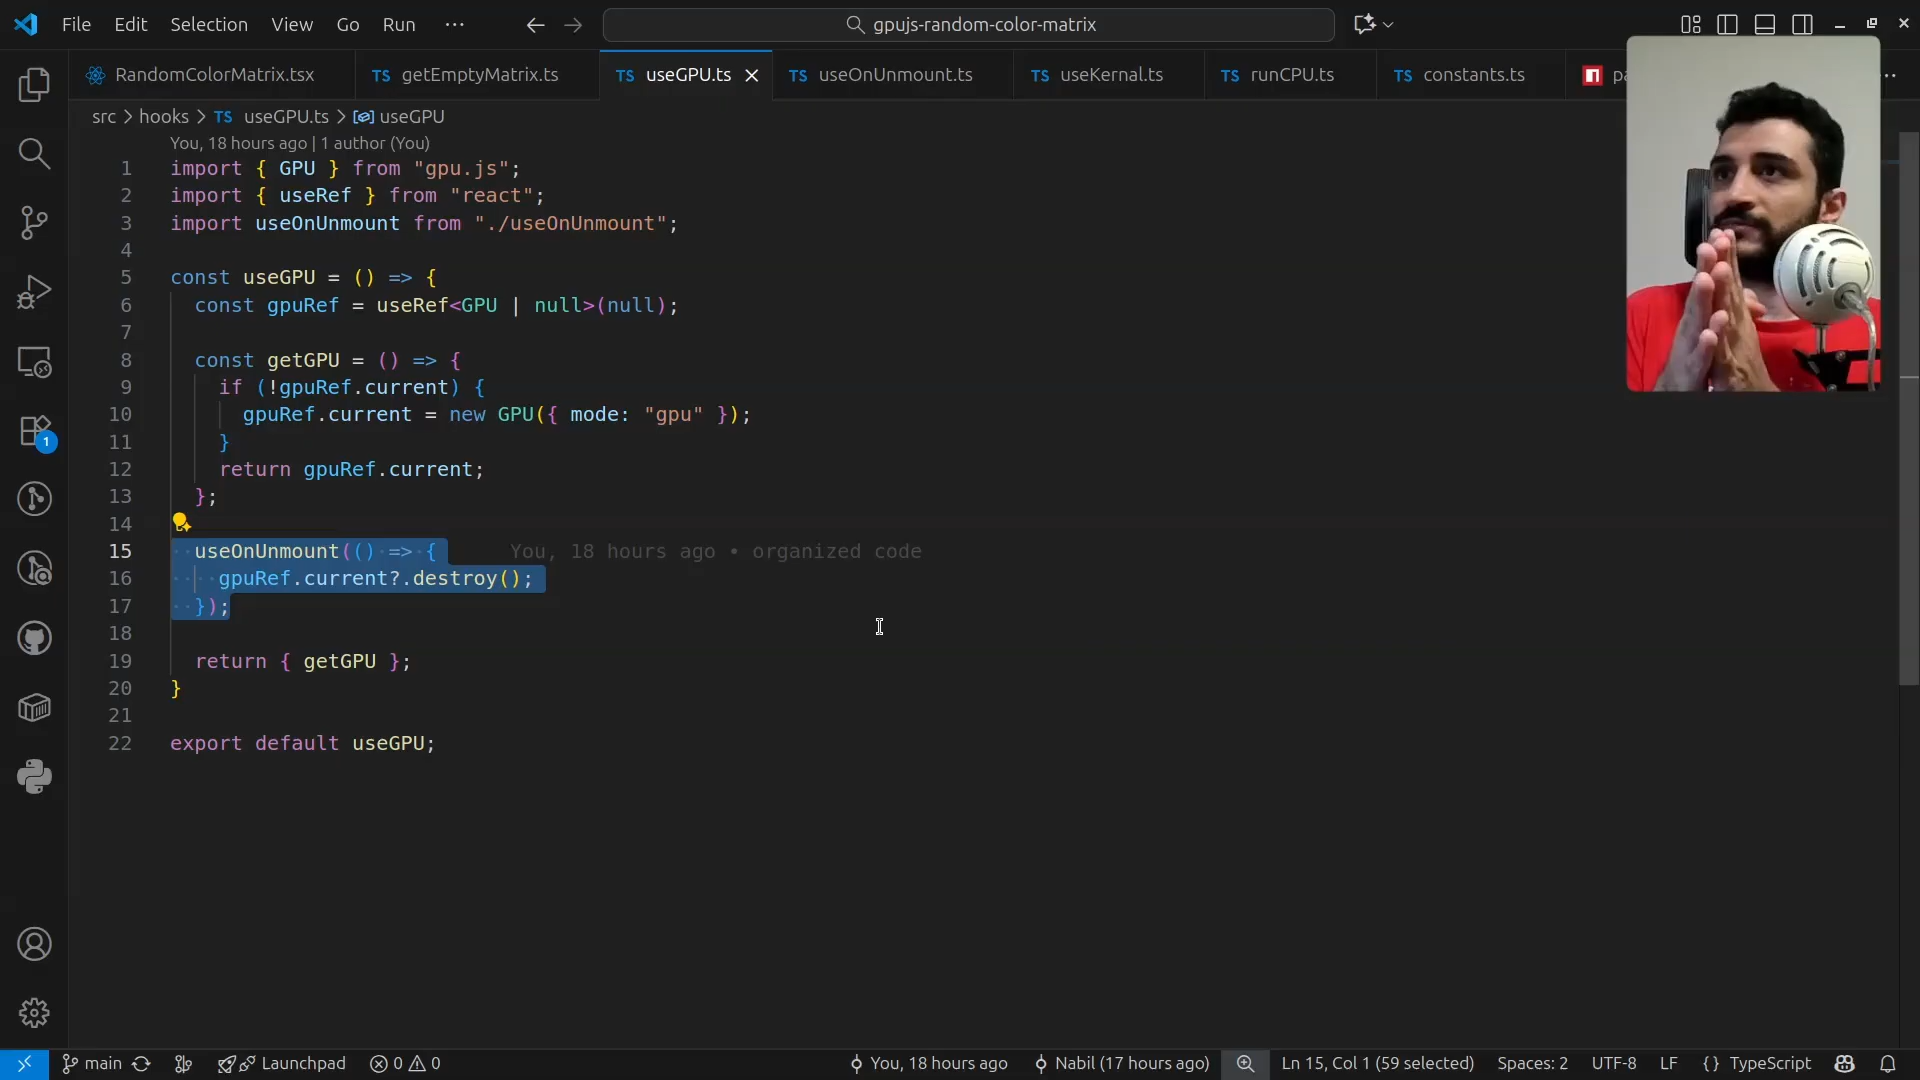 File Edit Selection View Go Run ··· gpujs-random-color-matrix
RandomColorMatrix.tsx TS getEmptyMatrix.ts TS useGPU.ts TS useOnUnmount.ts TS useKernal.ts TS runCPU.ts TS constants.ts
src > hooks > TS useGPU.ts > useGPU
You, 18 hours ago | 1 author (You)
1 import { GPU } from "gpu.js";
2 import { useRef } from "react";
3 import useOnUnmount from "./useOnUnmount";
4
5 const useGPU = () => {
6 const gpuRef = useRef<GPU | null>(null);
7
8 const getGPU = () => {
9 if (!gpuRef.current) {
10 gpuRef.current = new GPU({ mode: "gpu" });
11 }
12 return gpuRef.current;
13 };
14
15 useOnUnmount(() => { You, 18 hours ago • organized code
16 gpuRef.current?.destroy();
17 });
18
19 return { getGPU };
20 }
21
22 export default useGPU;
1
main Launchpad 0 0 You, 18 hours ago Nabil (17 hours ago) Ln 15, Col 1 (59 selected) Spaces: 2 UTF-8 LF {} TypeScript